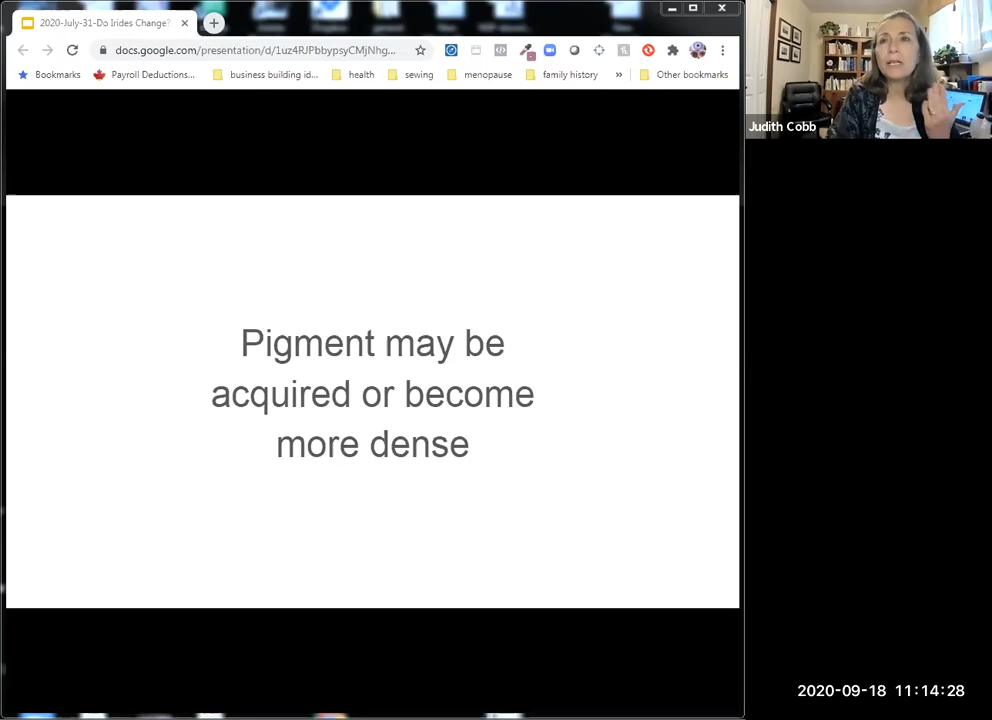 2020-July-31-Do Irides Change?
docs.google.com/presentation/d/1uz4RJPbbypsyCMjNhg...
Bookmarks
Payroll Deductions...
business building id...
health
sewing
menopause
family history
»
Other bookmarks
Judith Cobb
Pigment may be
acquired or become
more dense
2020-09-18 11:14:28